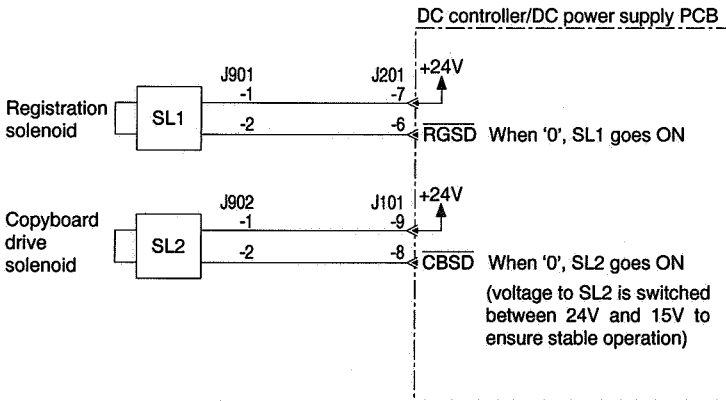 DC controller/DC power supply PCB
J901
J201
+24V
-1
-7
Registration
solenoid
SL1
-2
-6
RGSD When '0', SL1 goes ON
J902
J101
+24V
-1
-9
Copyboard
drive
solenoid
SL2
-2
-8
CBSD When '0', SL2 goes ON
(voltage to SL2 is switched
between 24V and 15V to
ensure stable operation)